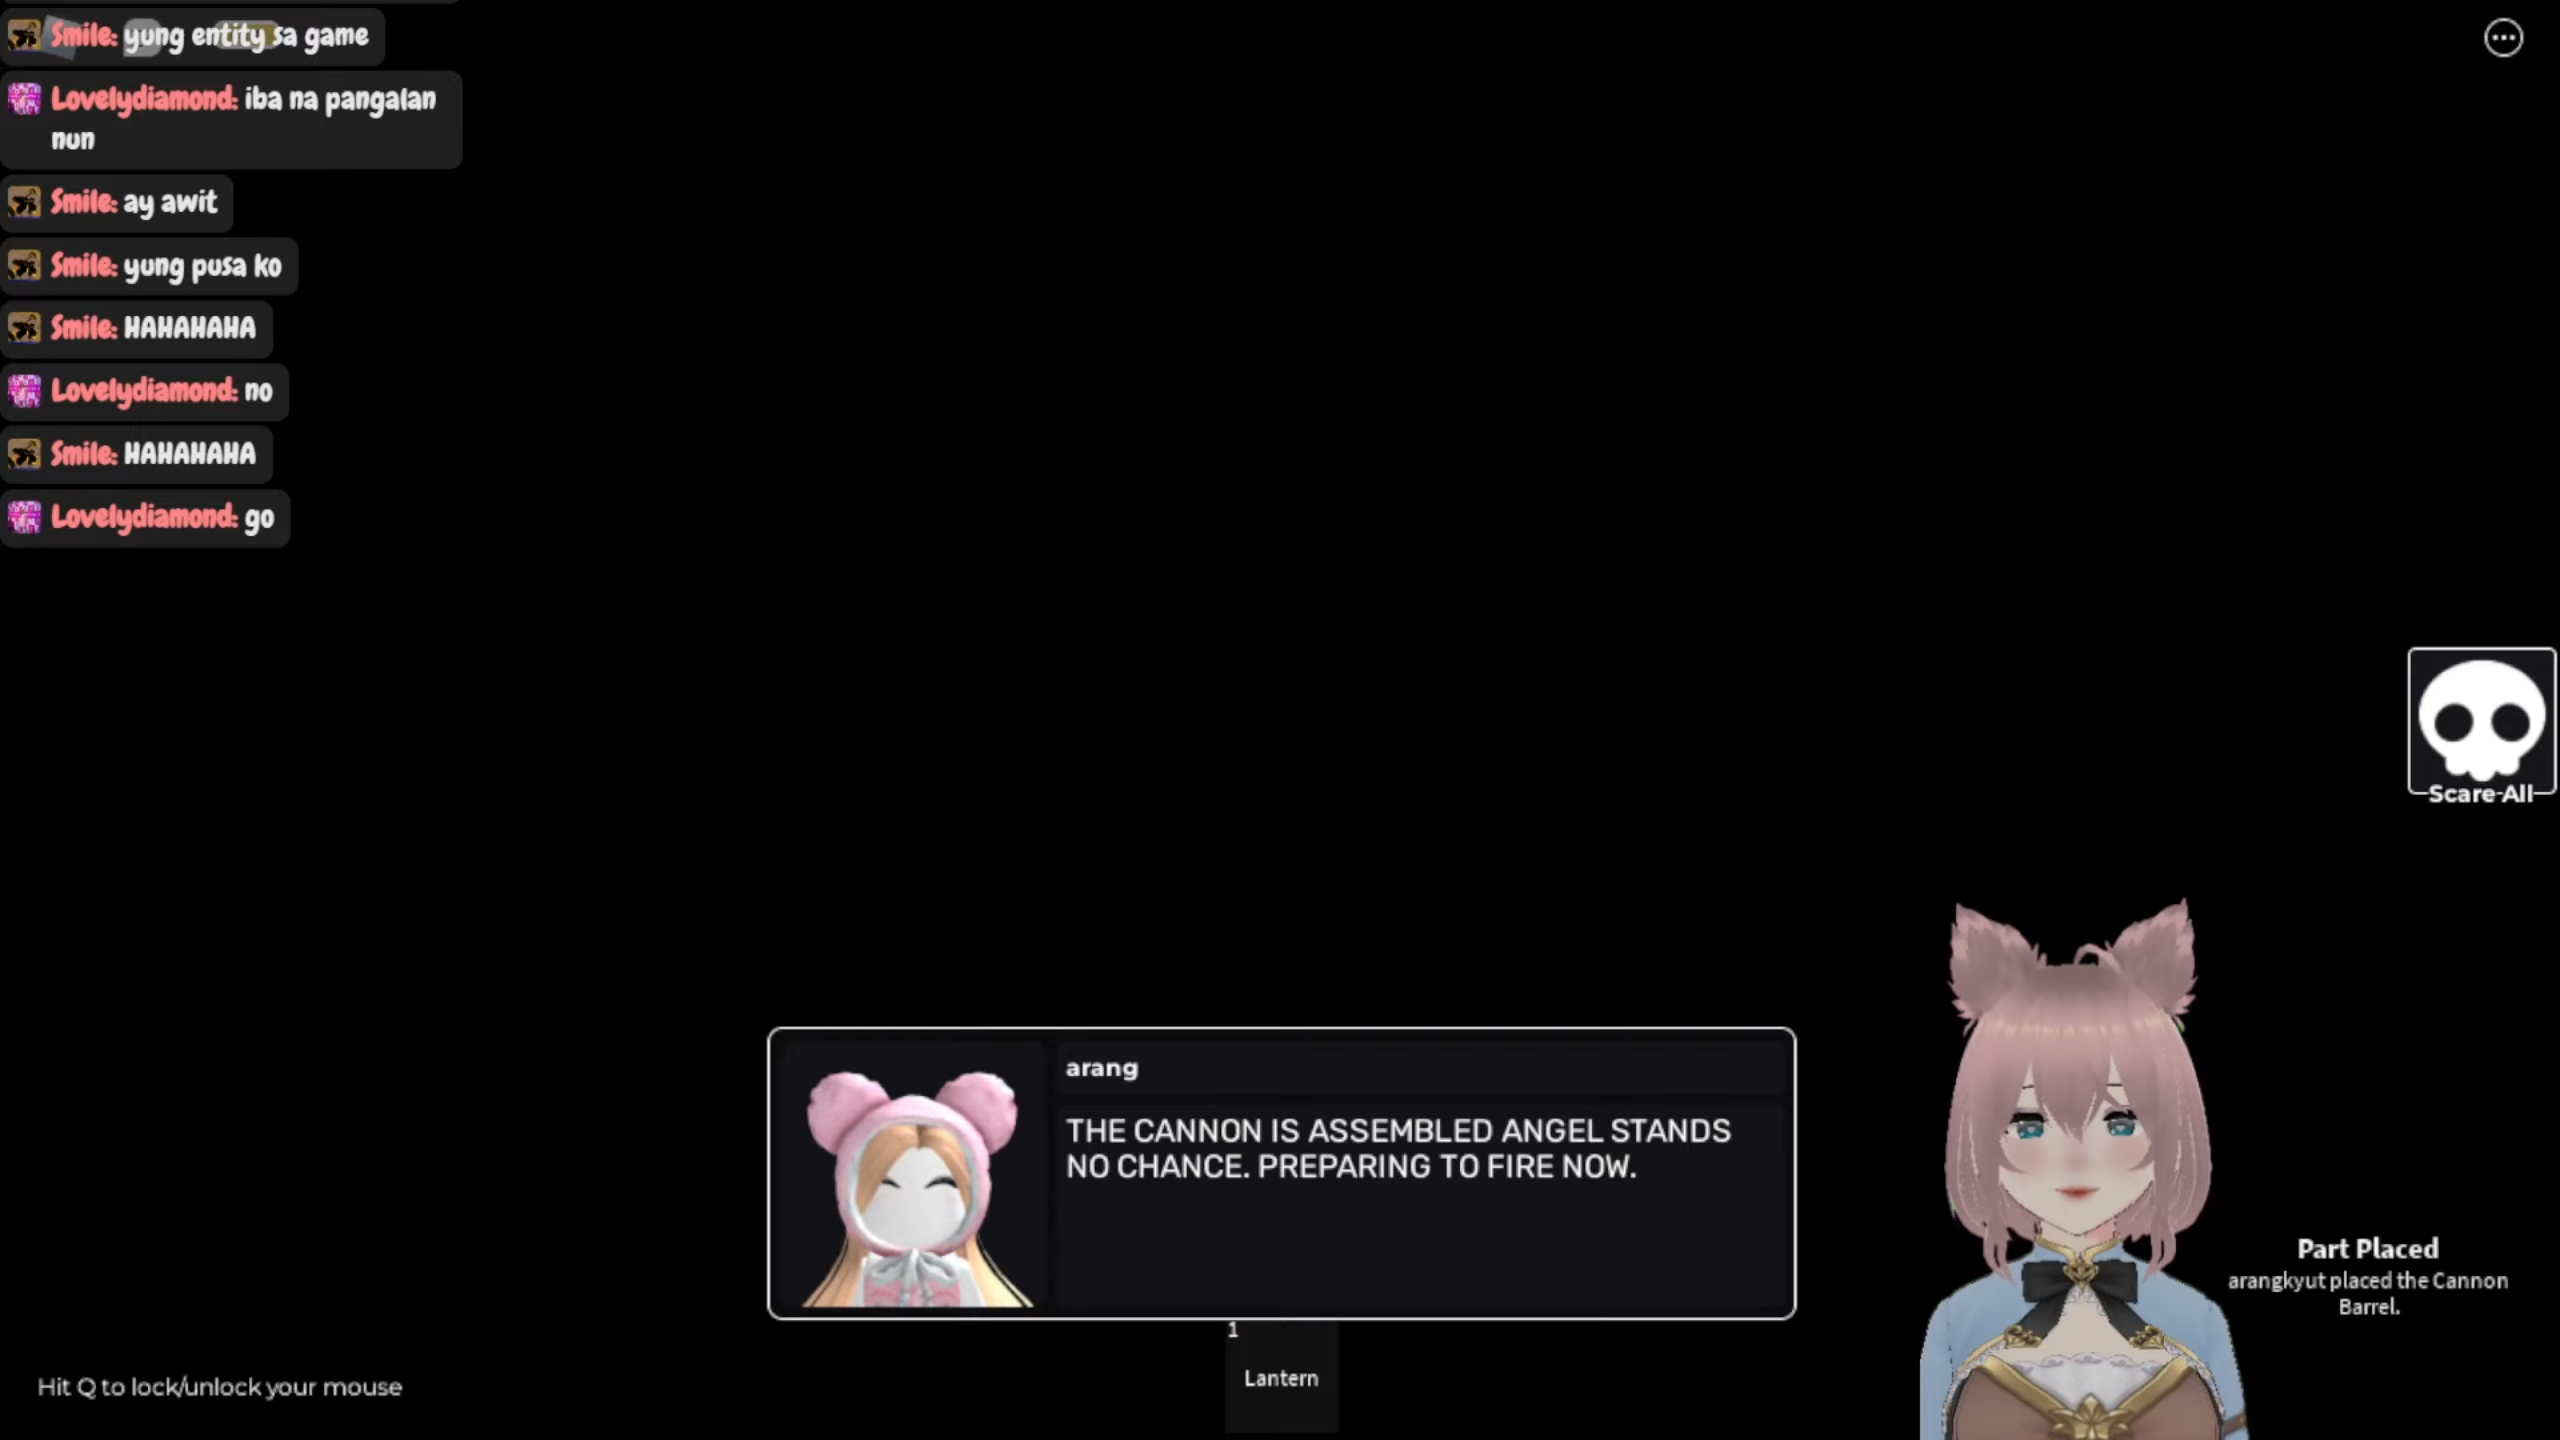 Smile: yung entity sa game
Lovelydiamond: iba na pangalan
nun
Smile: ay awit
Smile: yung pusa ko
Smile: HAHAHAHA
Lovelydiamond: no
Smile: HAHAHAHA
Lovelydiamond: go
Scare All
arang
THE CANNON IS ASSEMBLED ANGEL STANDS
NO CHANCE. PREPARING TO FIRE NOW.
Part Placed
arangkyut placed the Cannon
Barrel.
1
Lantern
Hit Q to lock/unlock your mouse